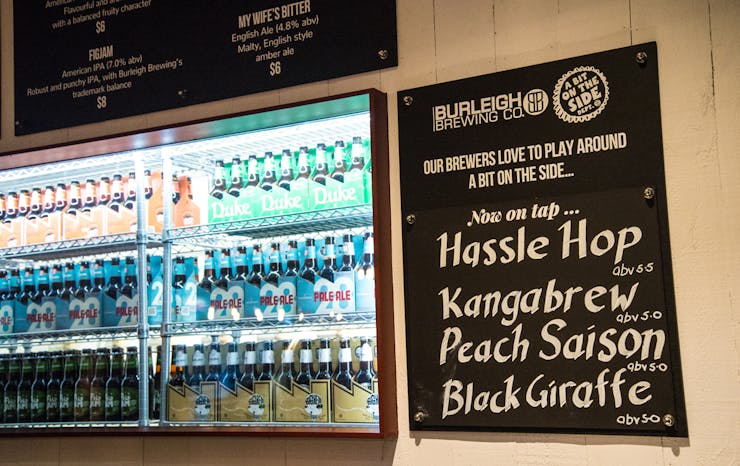 Flavourful and
with a balanced fruity character
$6
FIGJAM
American IPA (7.0% abv)
Robust and punchy IPA, with Burleigh Brewing's
trademark balance
$8
MY WIFE'S BITTER
English Ale (4.8% abv)
Malty, English style
amber ale
$6
BURLEIGH
BREWING CO.
A BIT
ON THE
SIDE
DEPT.
OUR BREWERS LOVE TO PLAY AROUND
A BIT ON THE SIDE...
Now on tap ...
Hassle Hop
abv 5.5
Kangabrew
abv 5.0
Peach Saison
abv 5.0
Black Giraffe
abv 5.0
Duke Duke Duke
28 PALE ALE PALE ALE PALE ALE